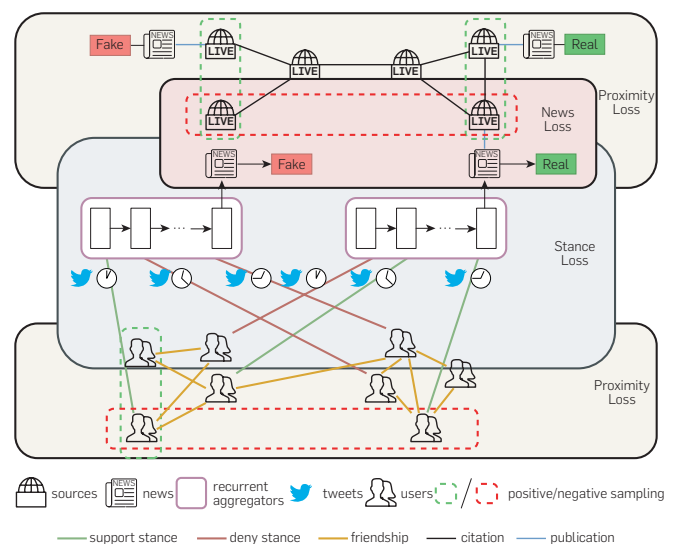 Fake
NEWS
LIVE
LIVE
LIVE
LIVE
NEWS
Real
Proximity
Loss
LIVE
LIVE
News
Loss
NEWS
Fake
NEWS
Real
...
...
Stance
Loss
Proximity
Loss
sources
NEWS
news
recurrent
aggregators
tweets
users
/
positive/negative sampling
support stance
deny stance
friendship
citation
publication